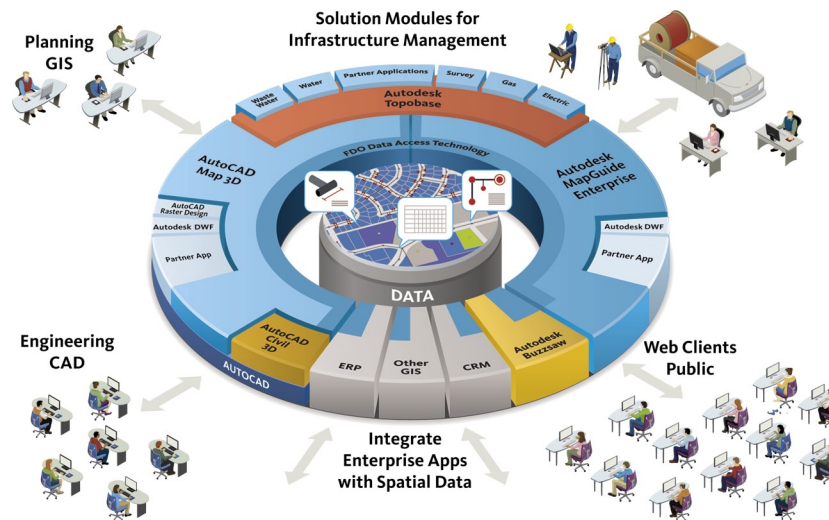 Solution Modules for
Infrastructure Management
Planning
GIS
Waste
Water
Water
Partner Applications
Survey
Gas
Electric
Autodesk
Topobase
FDO Data Access Technology
AutoCAD
Map 3D
Autodesk
MapGuide
Enterprise
AutoCAD
Raster Design
Autodesk DWF
Partner App
Autodesk DWF
Partner App
DATA
AutoCAD
Civil
3D
AUTOCAD
ERP
Other
GIS
CRM
Autodesk
Buzzsaw
Engineering
CAD
Web Clients
Public
Integrate
Enterprise Apps
with Spatial Data